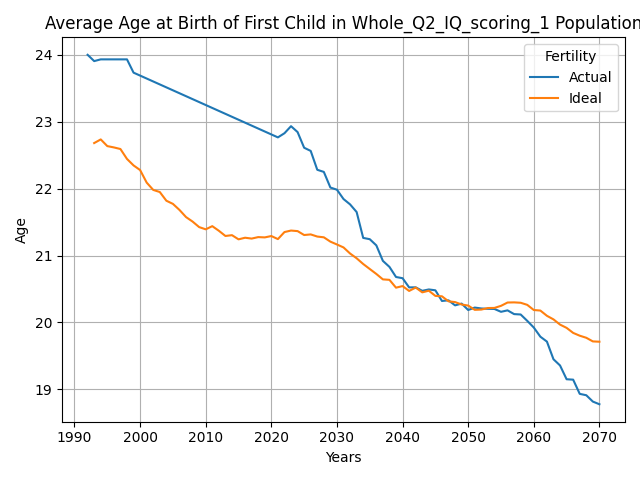 Average Age at Birth of First Child in Whole_Q2_IQ_scoring_1 Population
Fertility
Actual
Ideal
24
23
22
21
20
19
Age
1990
2000
2010
2020
2030
2040
2050
2060
2070
Years